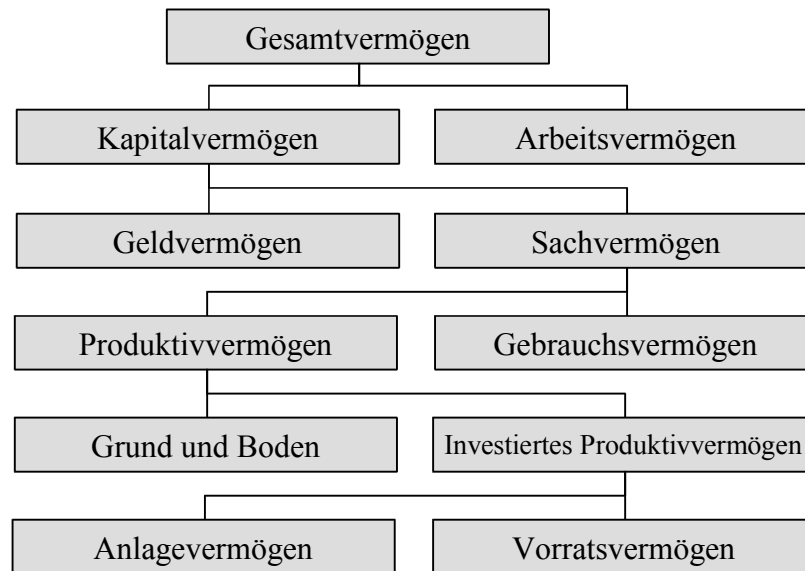 Gesamtvermögen
Kapitalvermögen
Arbeitsvermögen
Geldvermögen
Sachvermögen
Produktivvermögen
Gebrauchsvermögen
Grund und Boden
Investiertes Produktivvermögen
Anlagevermögen
Vorratsvermögen